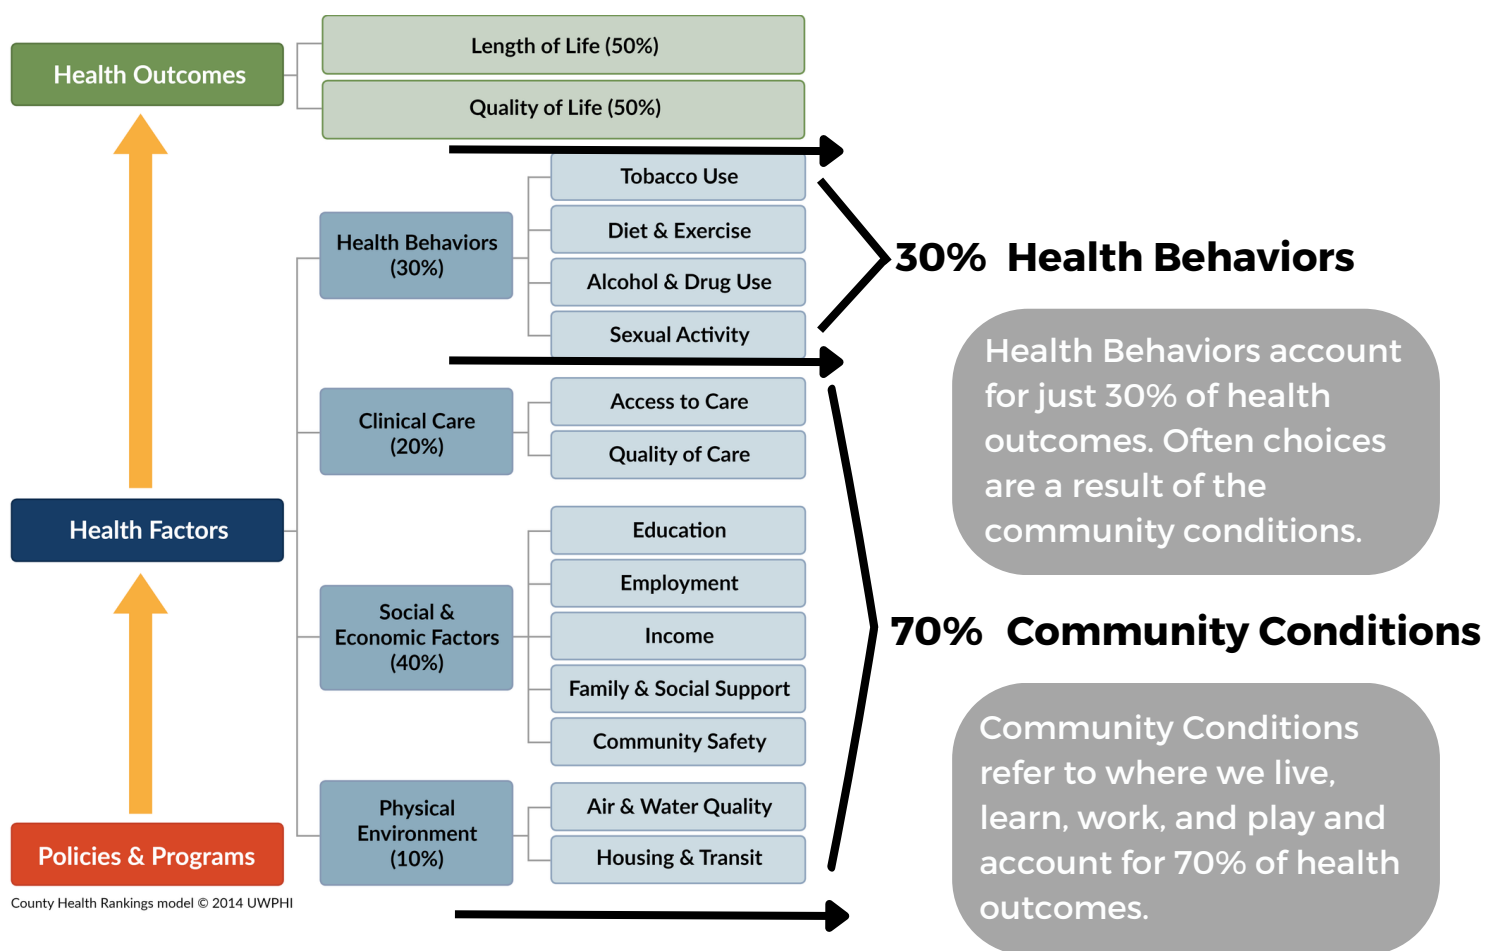 Health Outcomes
Length of Life (50%)
Quality of Life (50%)
Health Behaviors
(30%)
Tobacco Use
Diet & Exercise
Alcohol & Drug Use
Sexual Activity
Clinical Care
(20%)
Access to Care
Quality of Care
Health Factors
Social &
Economic Factors
(40%)
Education
Employment
Income
Family & Social Support
Community Safety
Physical
Environment
(10%)
Air & Water Quality
Housing & Transit
Policies & Programs
County Health Rankings model © 2014 UWPHI
30% Health Behaviors
Health Behaviors account
for just 30% of health
outcomes. Often choices
are a result of the
community conditions.
70% Community Conditions
Community Conditions
refer to where we live,
learn, work, and play and
account for 70% of health
outcomes.